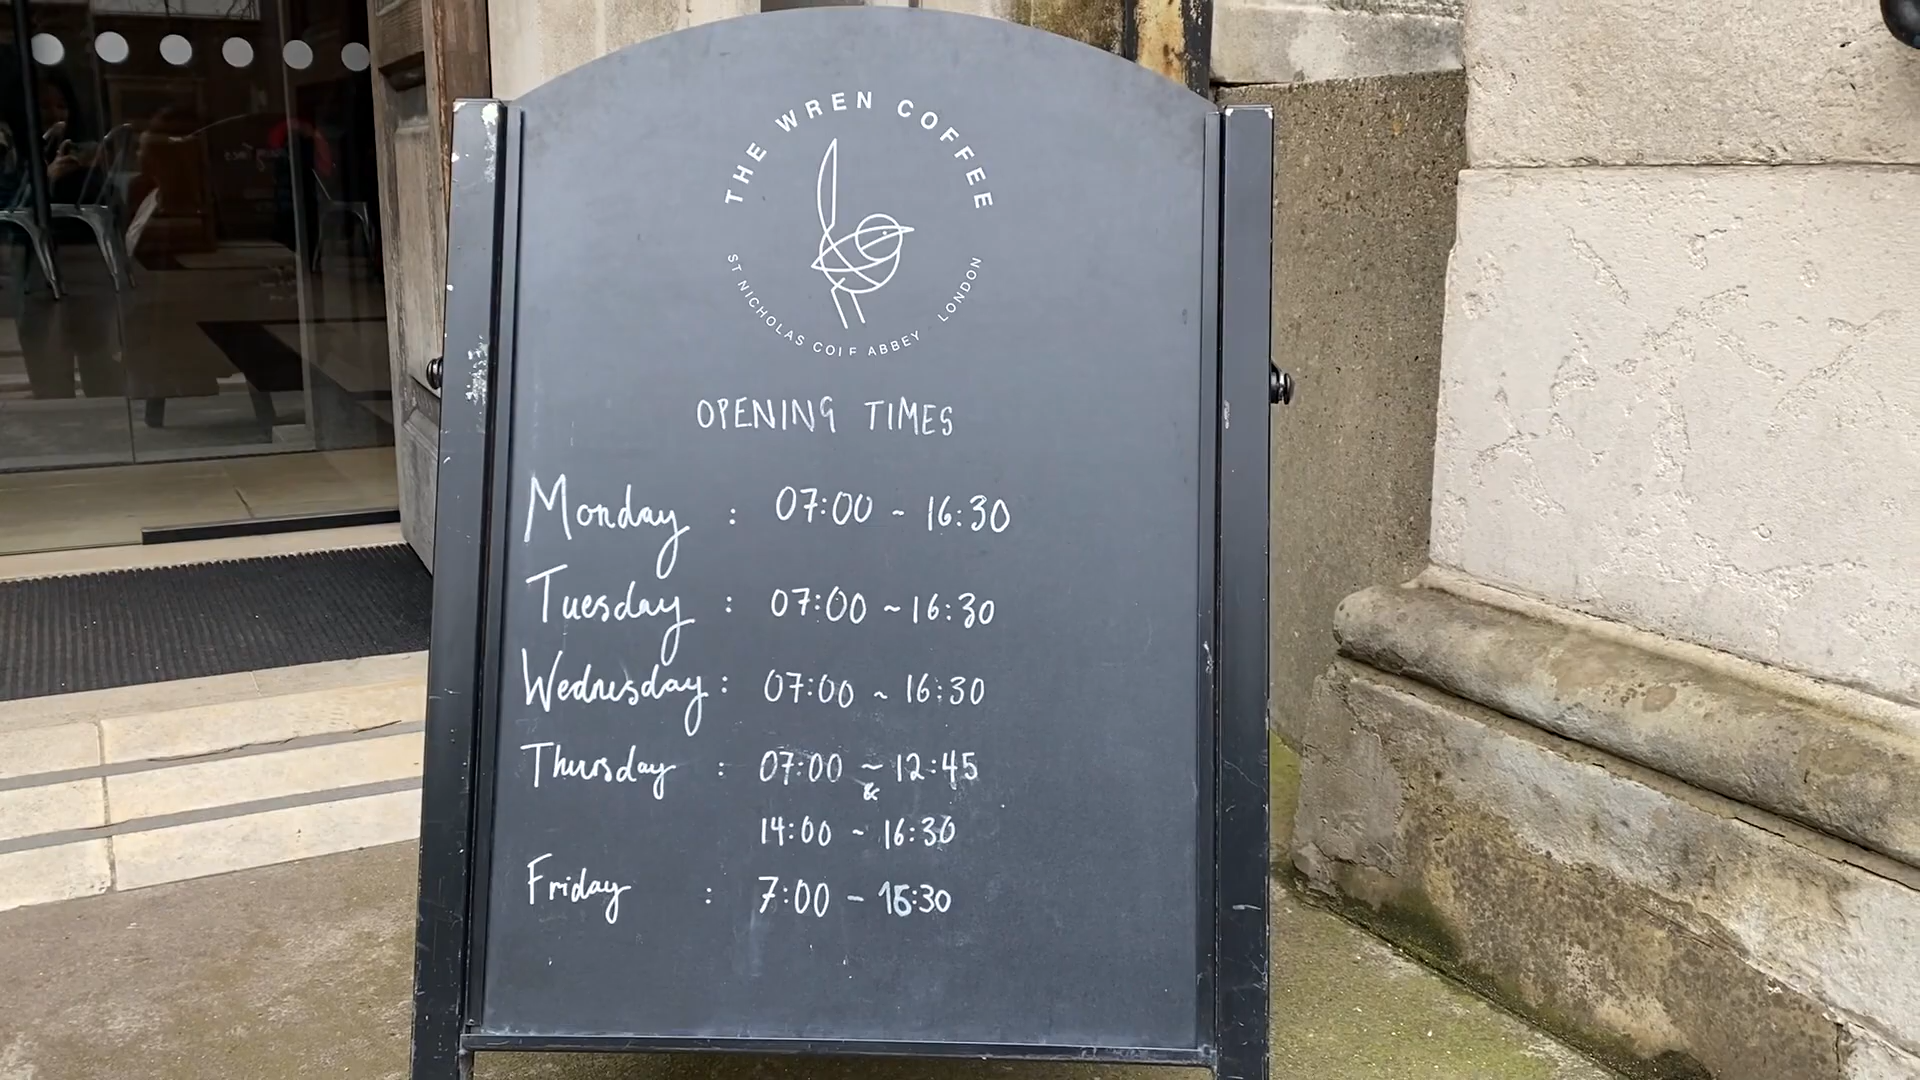 THE WREN COFFEE
ST NICHOLAS COLE ABBEY LONDON
OPENING TIMES
Monday : 07:00 ~ 16:30
Tuesday : 07:00 ~ 16:30
Wednesday : 07:00 ~ 16:30
Thursday : 07:00 ~ 12:45
&
14:00 ~ 16:30
Friday : 7:00 – :30